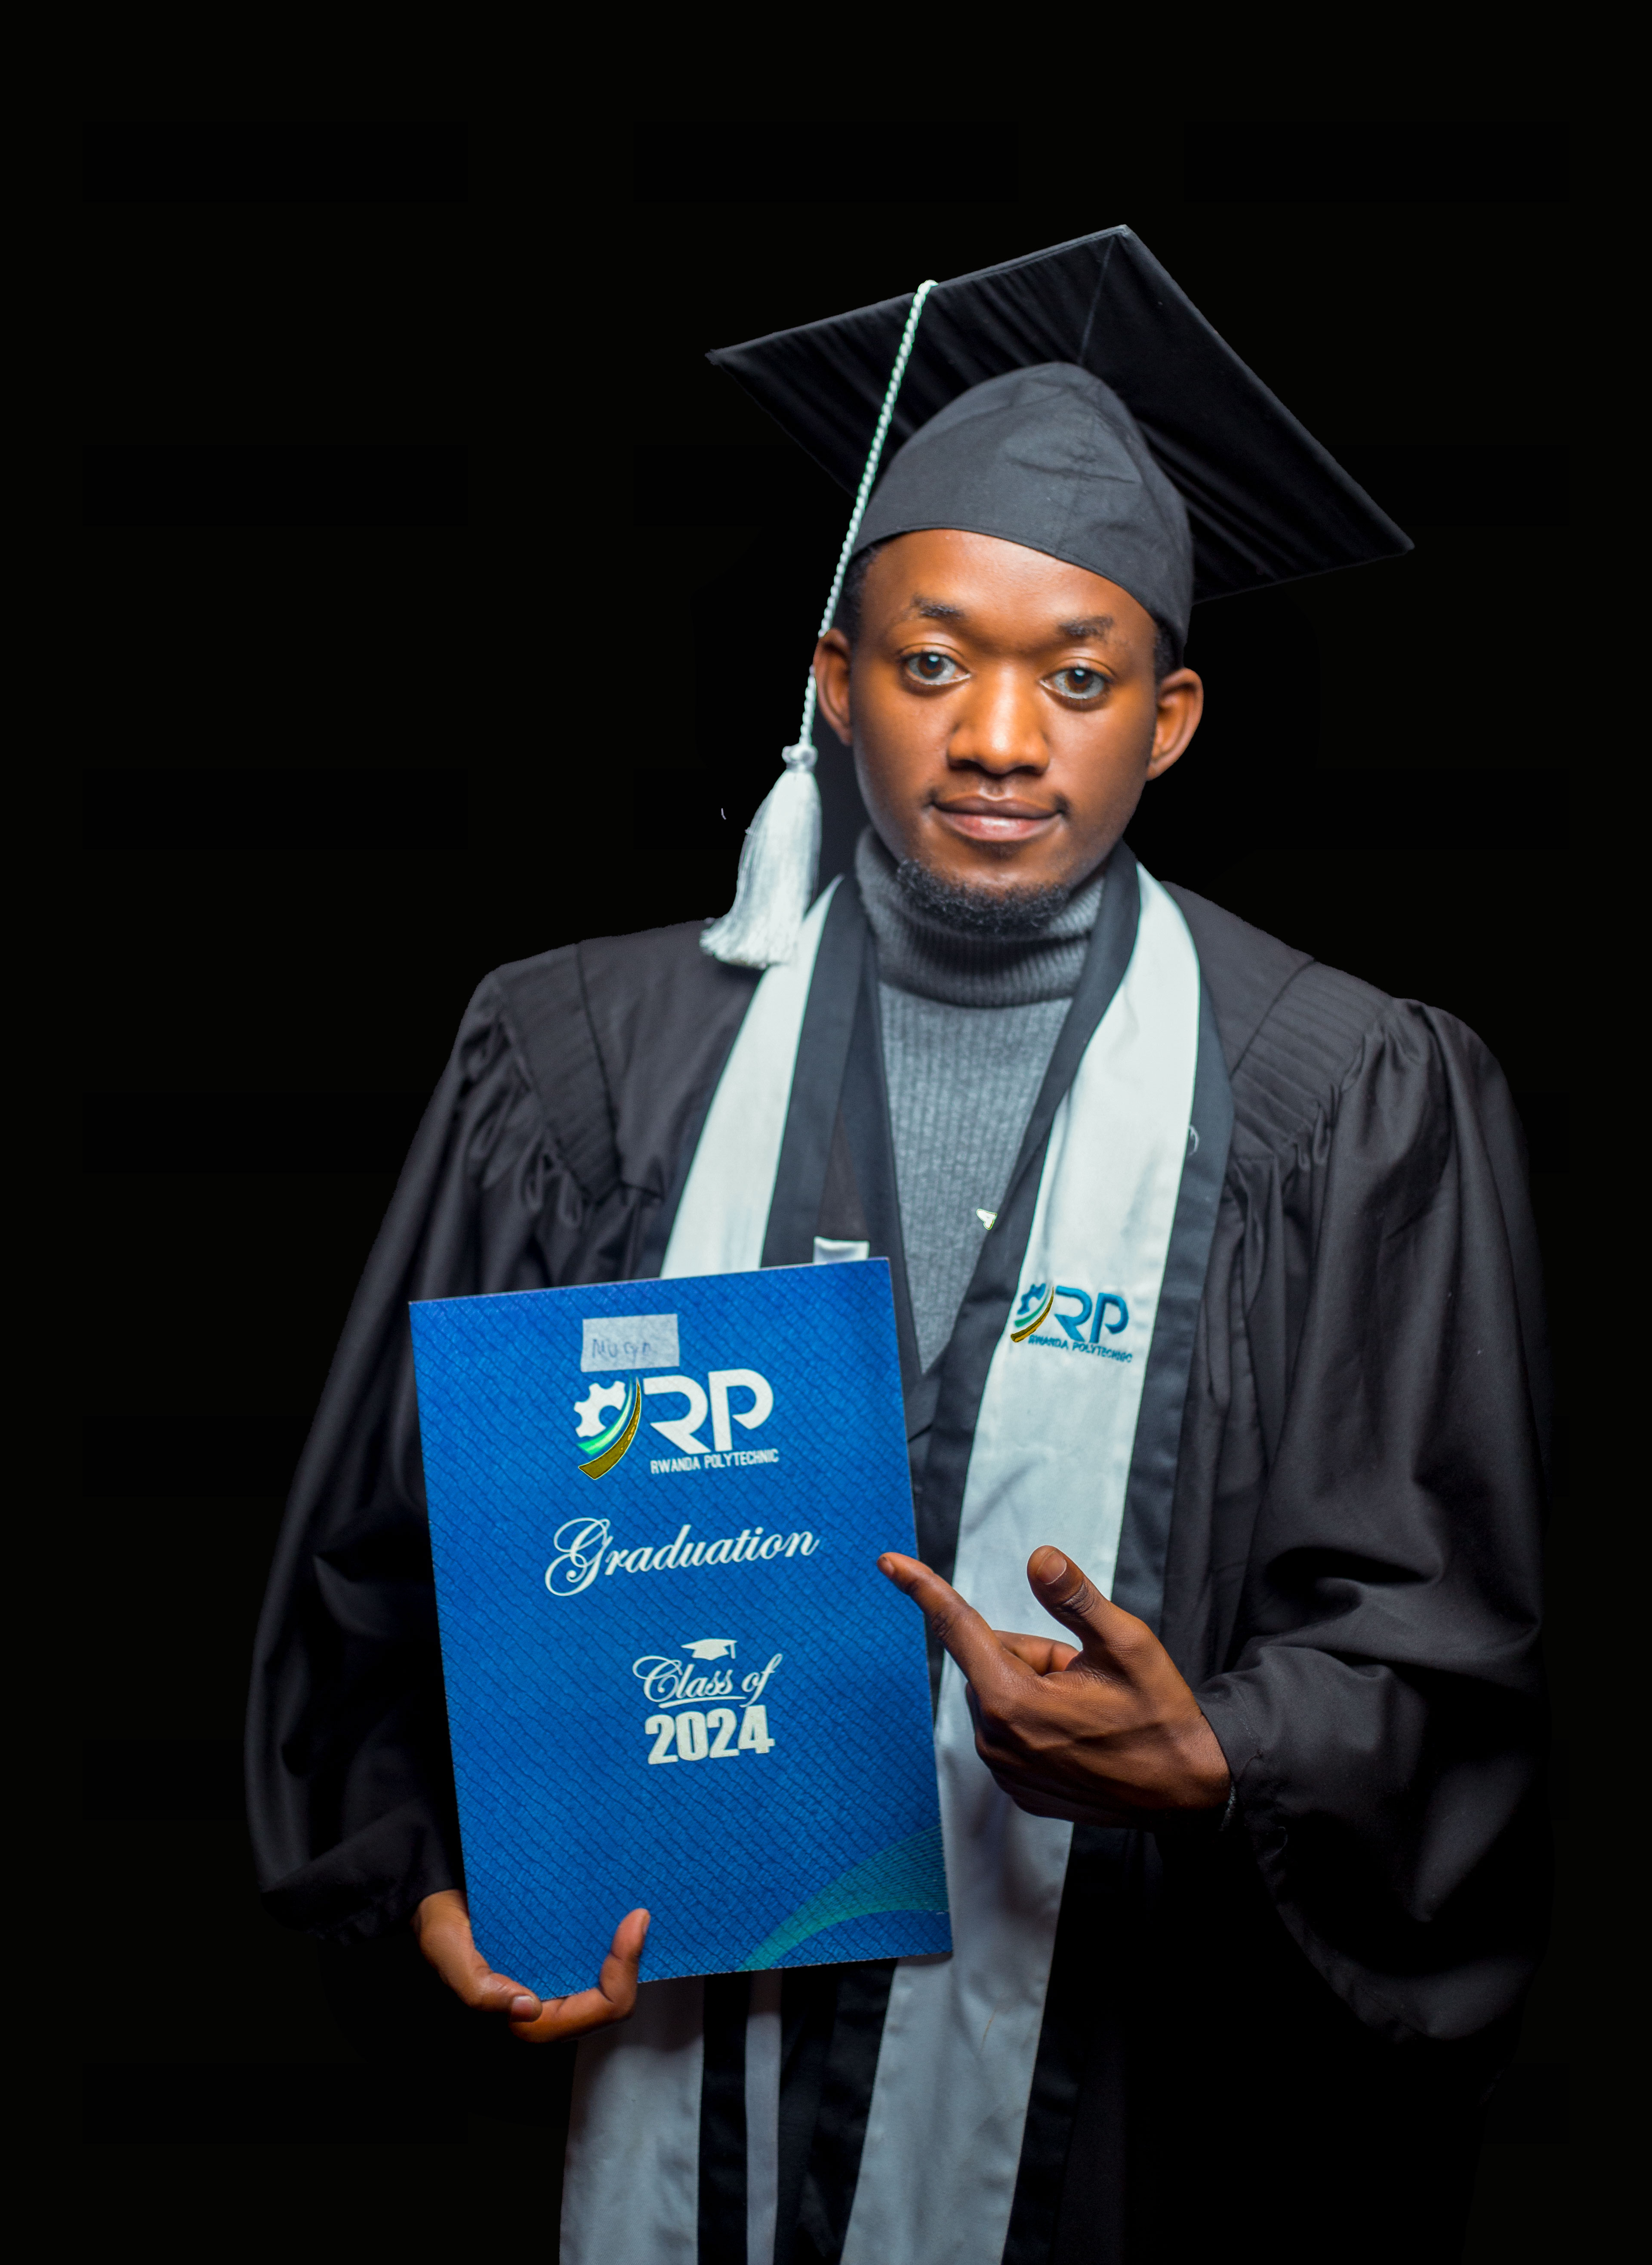 RP
RWANDA POLYTECHNIC
Graduation
Class of
2024
RP
RWANDA POLYTECHNIC